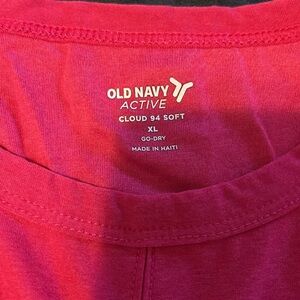 OLD NAVY
ACTIVE
CLOUD 94 SOFT
XL
GO-DRY
MADE IN HAITI